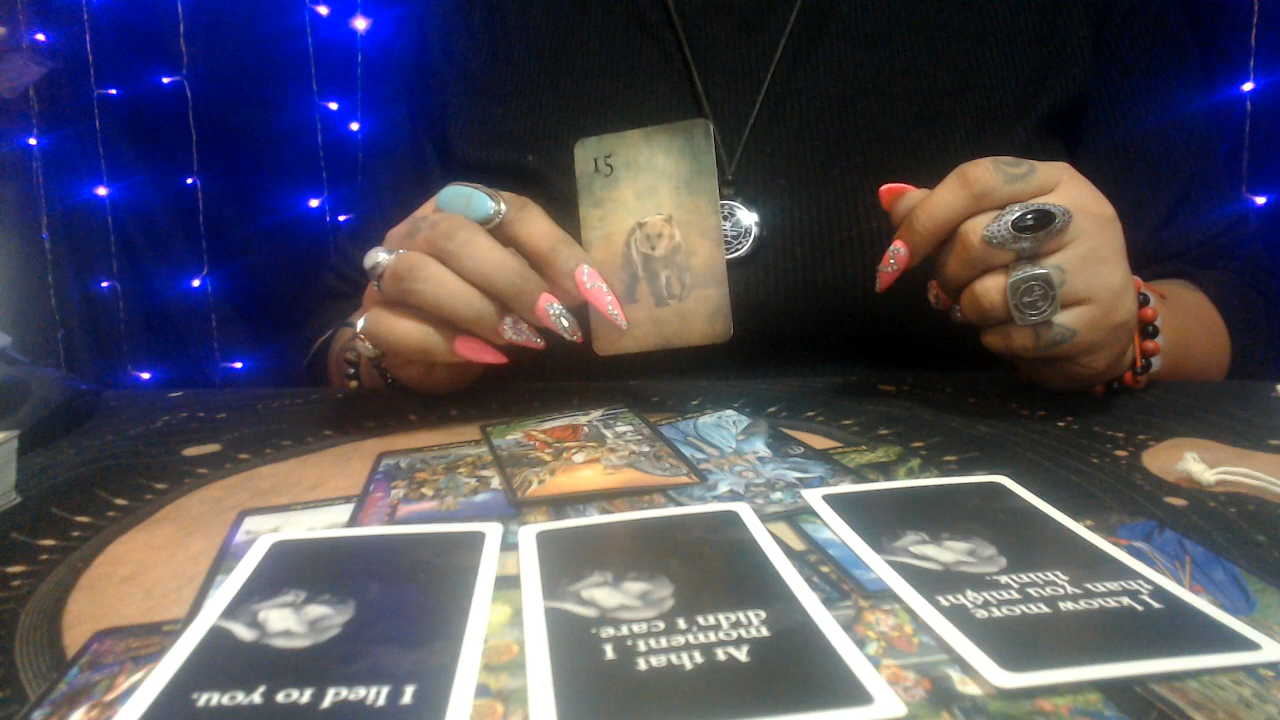 15
I lied to you.
At that
moment, I
didn't care.
I know more
than you might
think.